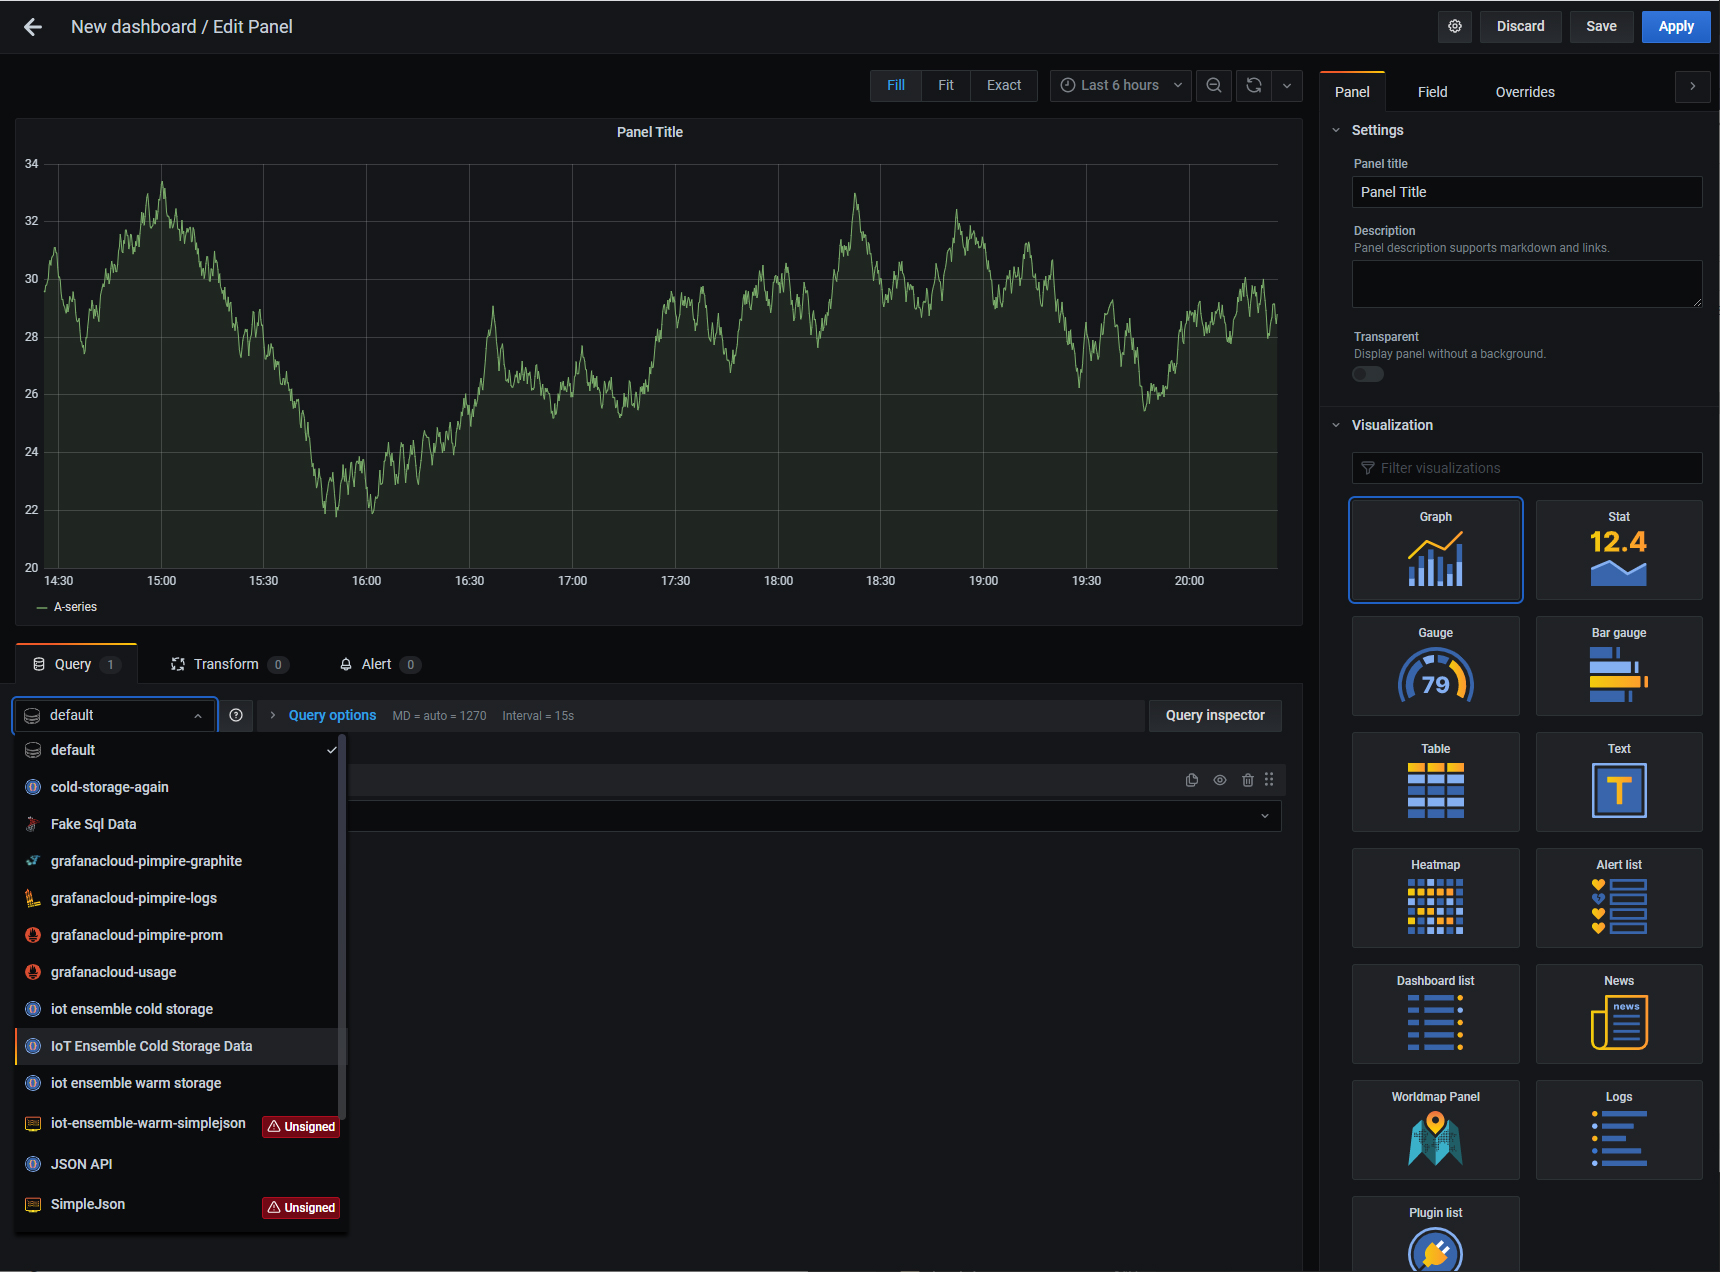 New dashboard / Edit Panel
Discard
Save
Apply
Fill
Fit
Exact
Last 6 hours
Panel Title
34
32
30
28
26
24
22
20
14:30 15:00 15:30 16:00 16:30 17:00 17:30 18:00 18:30 19:00 19:30 20:00
A-series
Query 1
Transform 0
Alert 0
default
Query options MD = auto = 1270 Interval = 15s
Query inspector
default
cold-storage-again
Fake Sql Data
grafanacloud-pimpire-graphite
grafanacloud-pimpire-logs
grafanacloud-pimpire-prom
grafanacloud-usage
iot ensemble cold storage
IoT Ensemble Cold Storage Data
iot ensemble warm storage
iot-ensemble-warm-simplejson Unsigned
JSON API
SimpleJson Unsigned
Panel
Field
Overrides
Settings
Panel title
Panel Title
Description
Panel description supports markdown and links.
Transparent
Display panel without a background.
Visualization
Filter visualizations
Graph
Stat
12.4
Gauge
79
Bar gauge
Table
Text
T
Heatmap
Alert list
Dashboard list
News
news
Worldmap Panel
Logs
Plugin list